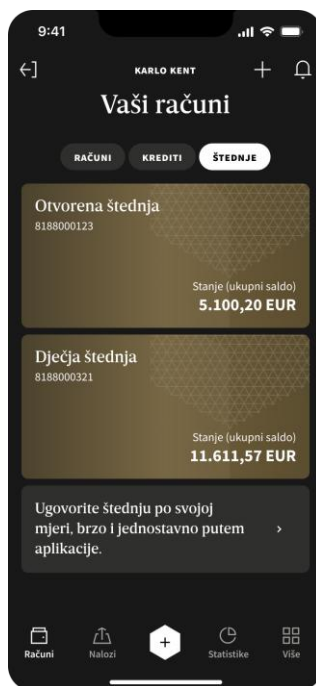 9:41
KARLO KENT
Vaši računi
RAČUNI KREDITI ŠTEDNJE
Otvorena štednja
8188000123
Stanje (ukupni saldo)
5.100,20 EUR
Dječja štednja
8188000321
Stanje (ukupni saldo)
11.611,57 EUR
Ugovorite štednju po svojoj
mjeri, brzo i jednostavno putem
aplikacije.
Računi Nalozi Statistike Više